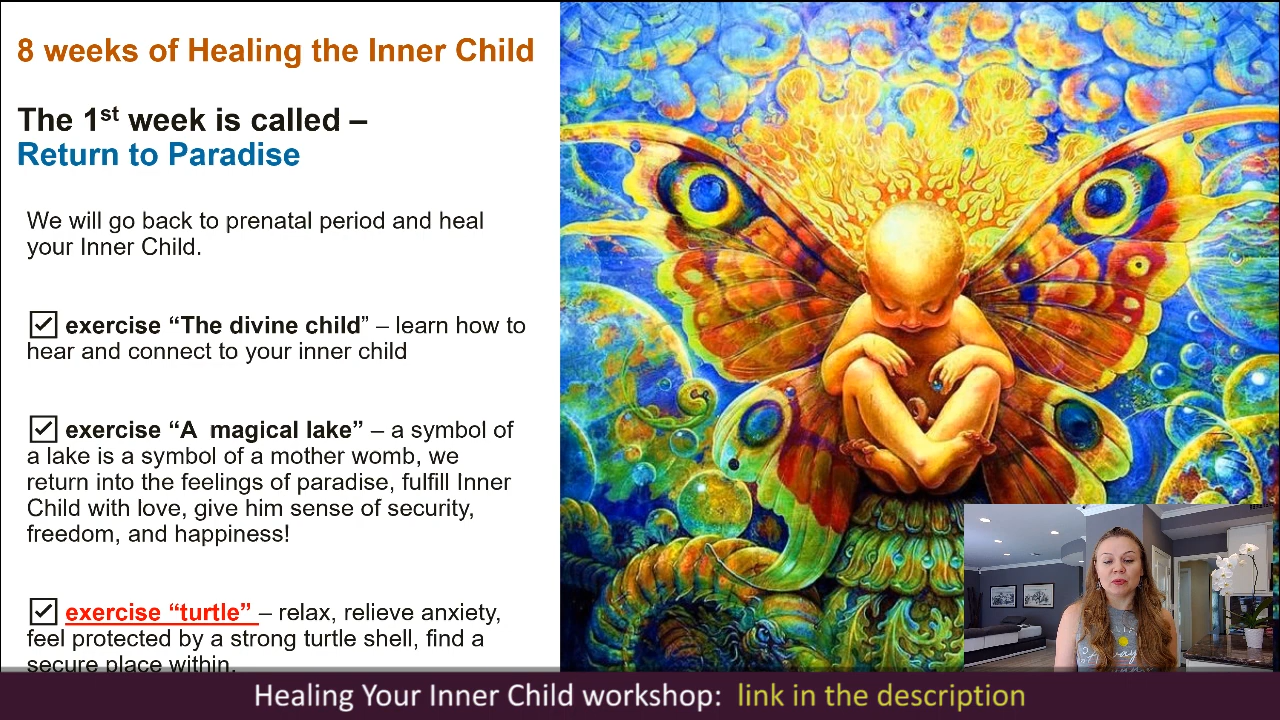 8 weeks of Healing the Inner Child
The 1st week is called –
Return to Paradise
We will go back to prenatal period and heal
your Inner Child.
exercise “The divine child” – learn how to
hear and connect to your inner child
exercise “A  magical lake” – a symbol of
a lake is a symbol of a mother womb, we
return into the feelings of paradise, fulfill Inner
Child with love, give him sense of security,
freedom, and happiness!
exercise “turtle” – relax, relieve anxiety,
feel protected by a strong turtle shell, find a
secure place within.
Healing Your Inner Child workshop:  link in the description